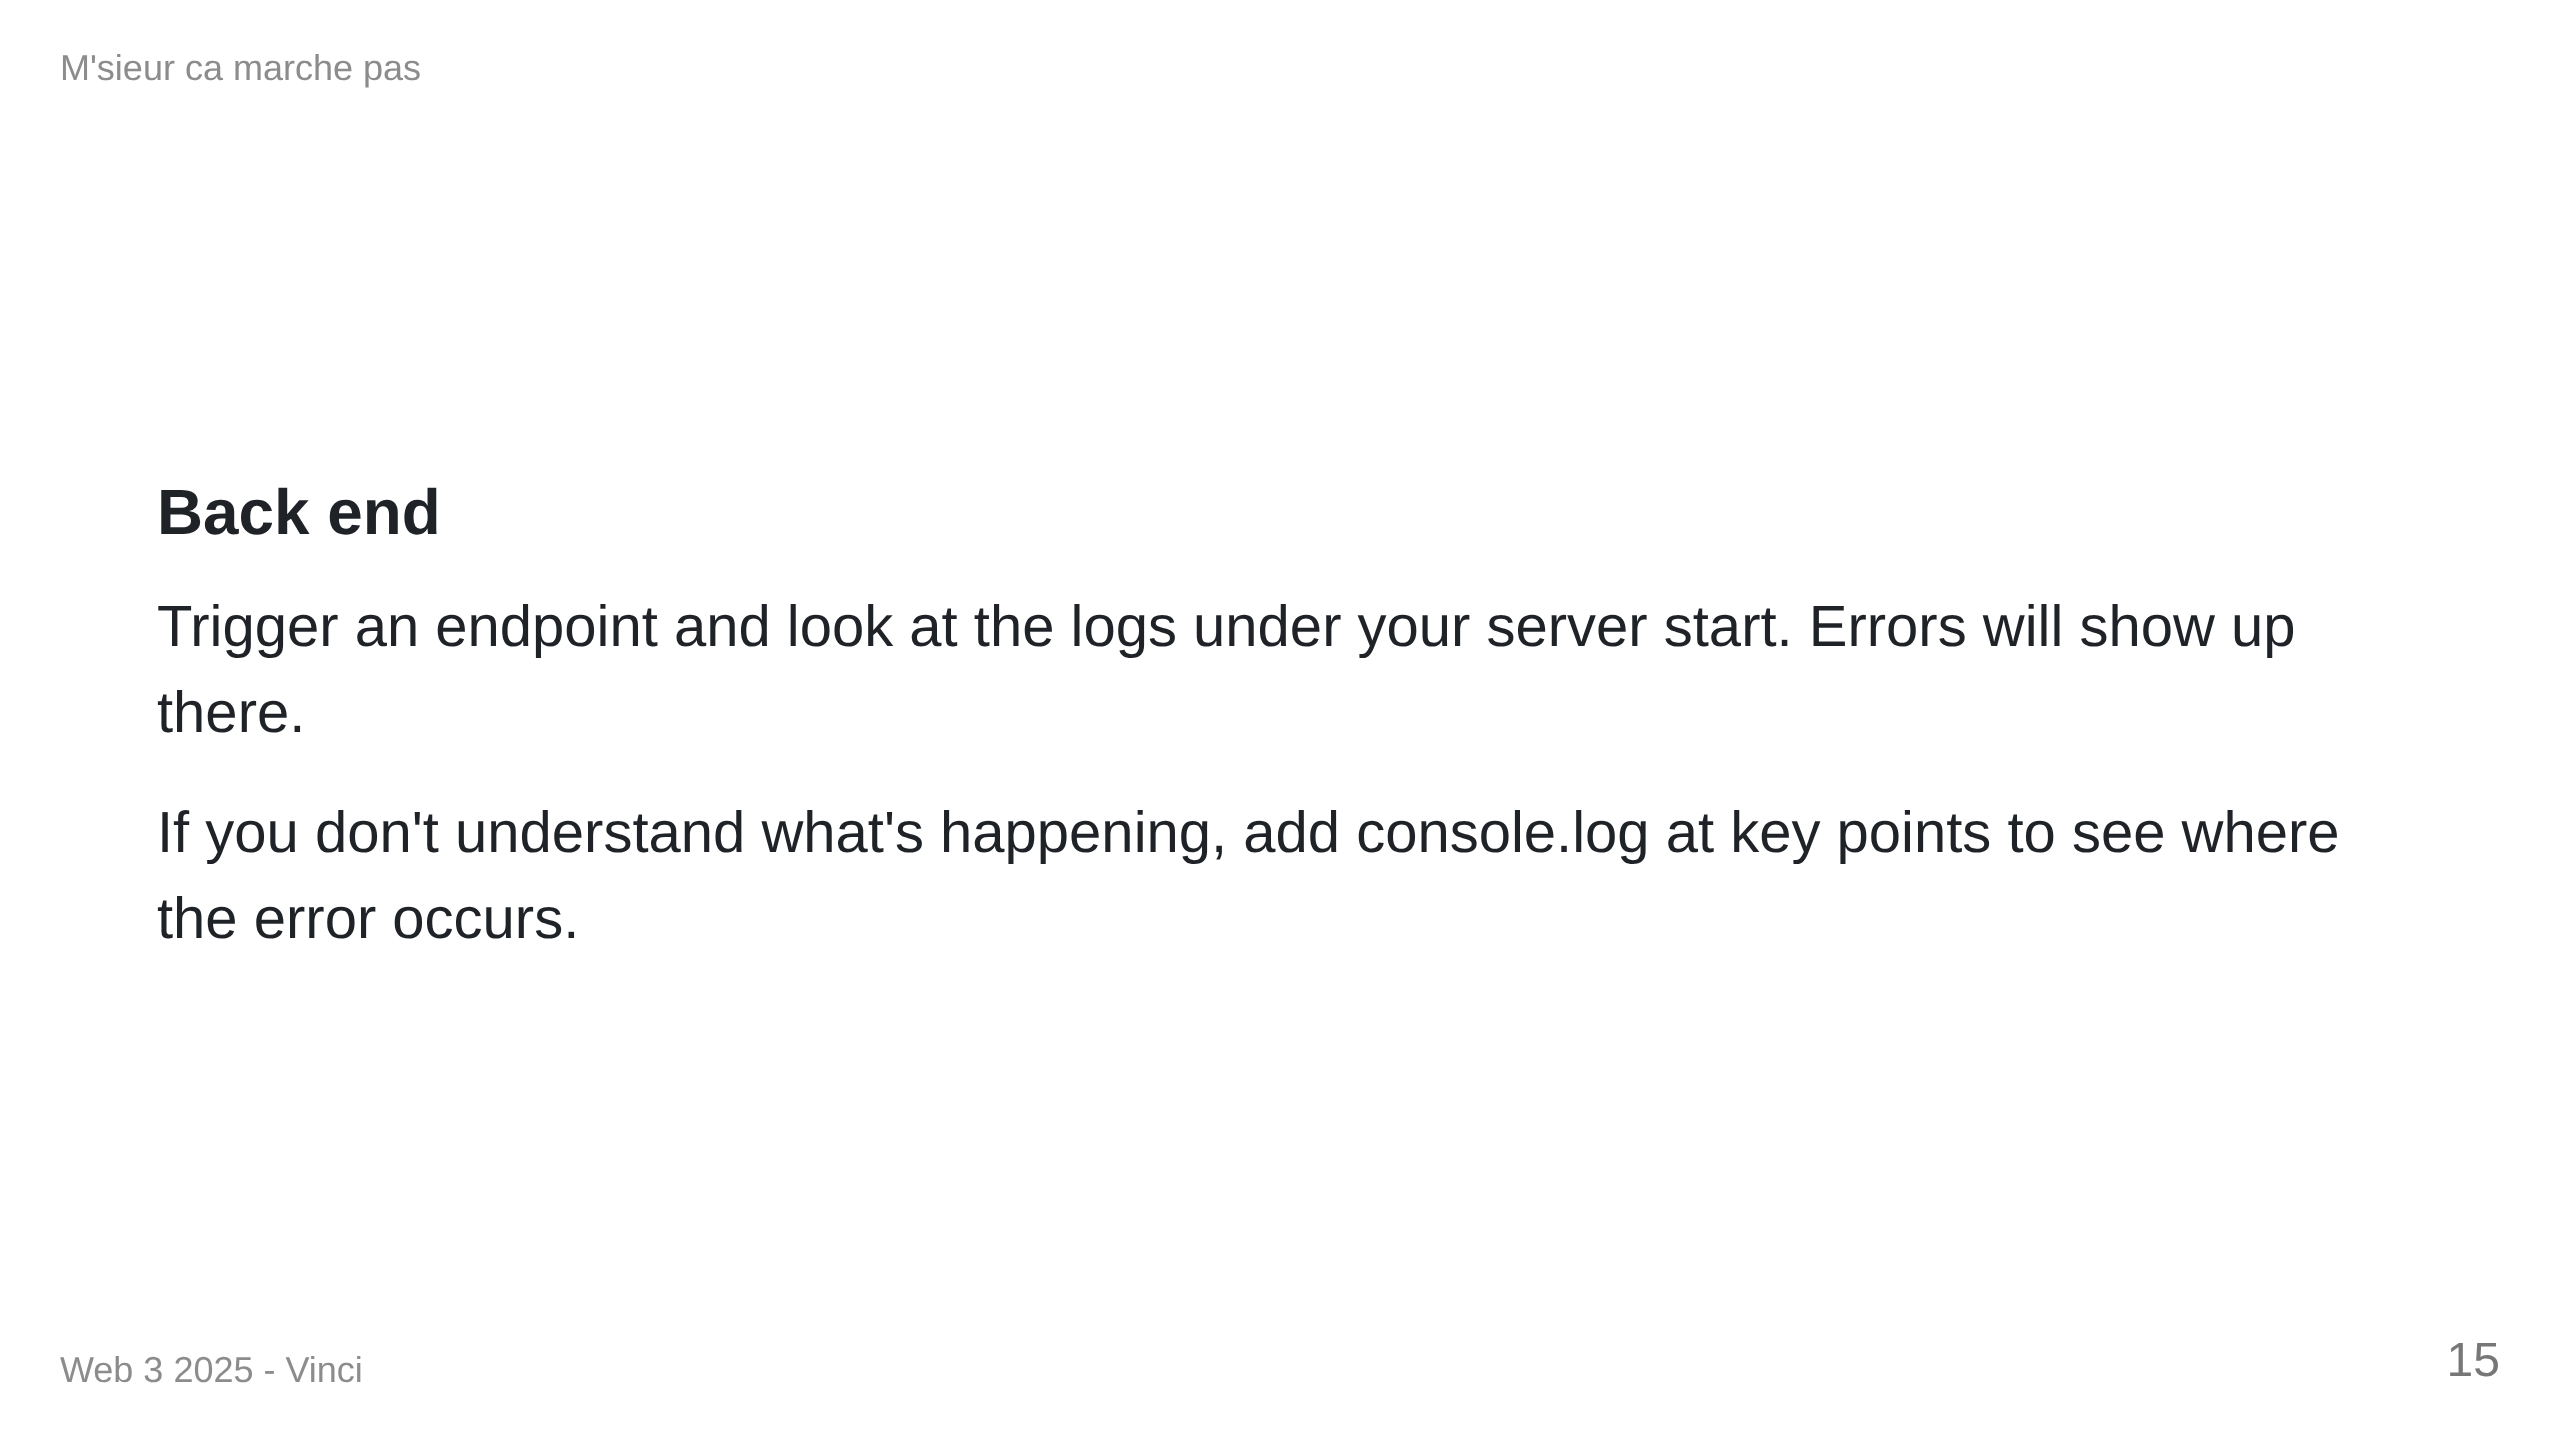 M'sieur ca marche pas
Back end
Trigger an endpoint and look at the logs under your server start. Errors will show up
there.
If you don't understand what's happening, add console.log at key points to see where
the error occurs.
Web 3 2025 - Vinci
15